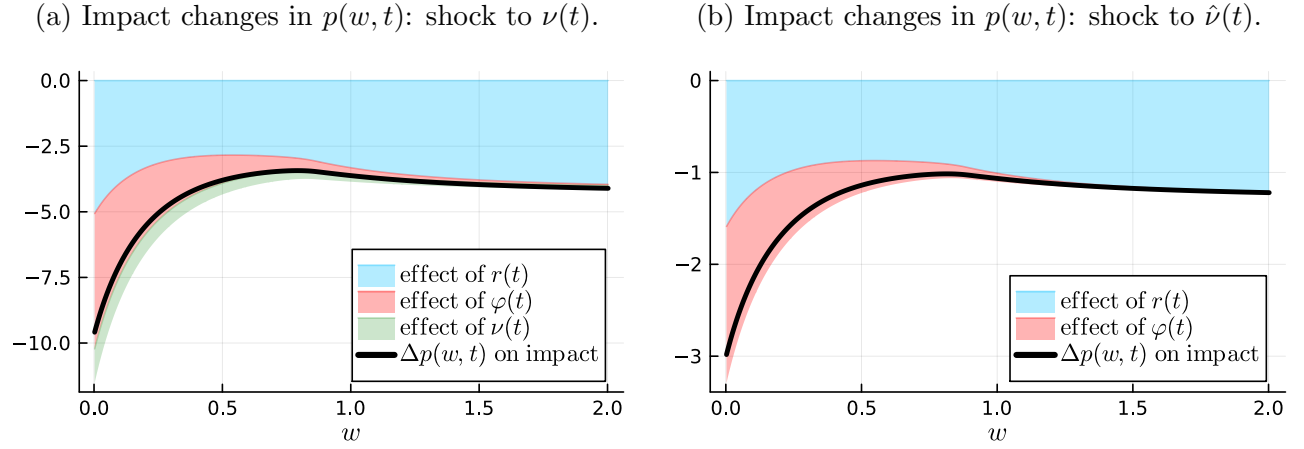 (a) Impact changes in p(w, t): shock to ν(t).
0.0
−2.5
−5.0
−7.5
−10.0
effect of r(t)
effect of φ(t)
effect of ν(t)
Δp(w, t) on impact
0.0 0.5 1.0 1.5 2.0
w
(b) Impact changes in p(w, t): shock to ν̂(t).
0
−1
−2
−3
effect of r(t)
effect of φ(t)
Δp(w, t) on impact
0.0 0.5 1.0 1.5 2.0
w